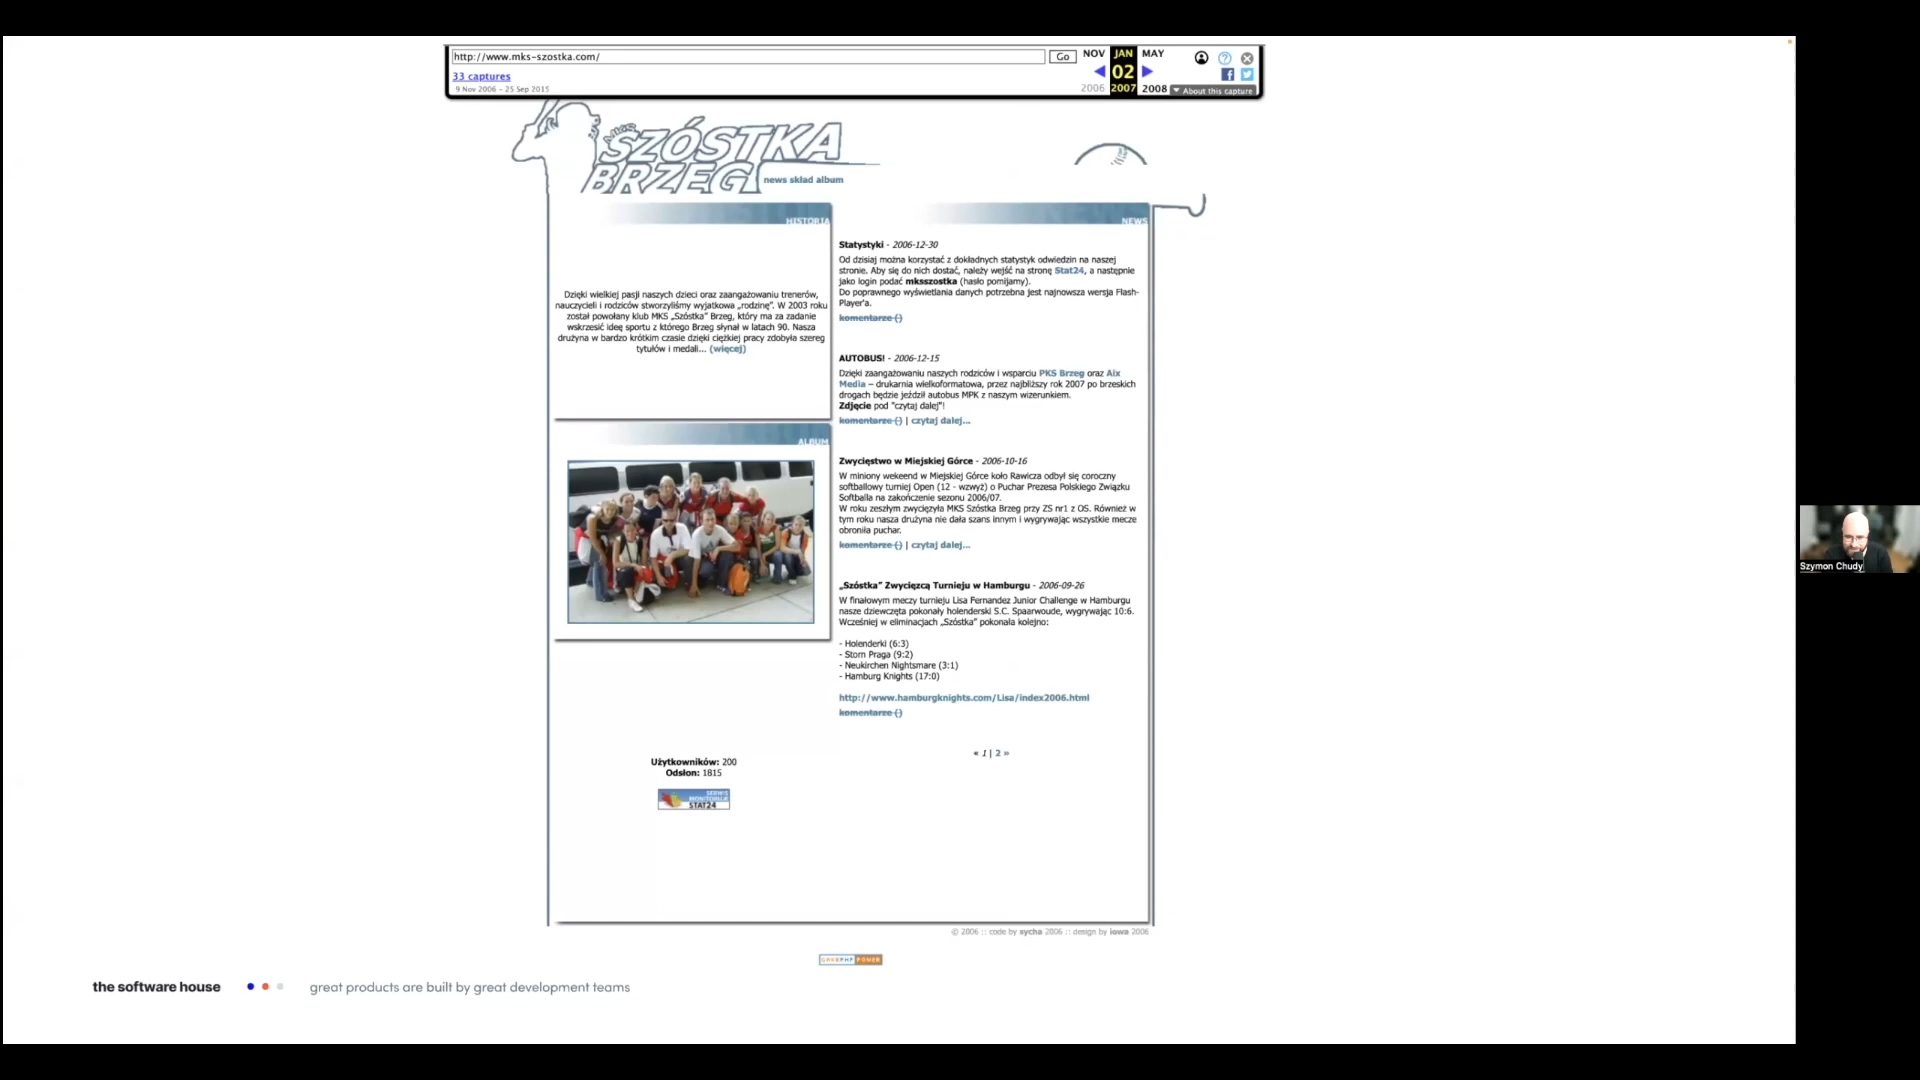 http://www.mks-szostka.com/
Go
NOV JAN MAY
02
2006 2007 2008
33 captures
9 Nov 2006 - 25 Sep 2015
About this capture
MKS
SZÓSTKA
BRZEG
news skład album
HISTORIA
Dzięki wielkiej pasji naszych dzieci oraz zaangażowaniu trenerów,
nauczycieli i rodziców stworzyliśmy wyjatkowa „rodzinę”. W 2003 roku
został powołany klub MKS „Szóstka” Brzeg, który ma za zadanie
wskrzesić ideę sportu z którego Brzeg słynał w latach 90. Nasza
drużyna w bardzo krótkim czasie dzięki ciężkiej pracy zdobyła szereg
tytułów i medali... (więcej)
ALBUM
Użytkowników: 200
Odsłon: 1815
SERWIS
MONITORUJE
STAT24
NEWS
Statystyki - 2006-12-30
Od dzisiaj można korzystać z dokładnych statystyk odwiedzin na naszej
stronie. Aby się do nich dostać, należy wejść na stronę Stat24, a następnie
jako login podać mksszostka (hasło pomijamy).
Do poprawnego wyświetlania danych potrzebna jest najnowsza wersja Flash-
Player'a.
komentarze ()
AUTOBUS! - 2006-12-15
Dzięki zaangażowaniu naszych rodziców i wsparciu PKS Brzeg oraz Aix
Media – drukarnia wielkoformatowa, przez najbliższy rok 2007 po brzeskich
drogach będzie jeździł autobus MPK z naszym wizerunkiem.
Zdjęcie pod "czytaj dalej"!
komentarze () | czytaj dalej...
Zwycięstwo w Miejskiej Górce - 2006-10-16
W miniony wekeend w Miejskiej Górce koło Rawicza odbył się coroczny
softballowy turniej Open (12 - wzwyż) o Puchar Prezesa Polskiego Związku
Softballa na zakończenie sezonu 2006/07.
W roku zeszłym zwyciężyła MKS Szóstka Brzeg przy ZS nr1 z OS. Również w
tym roku nasza drużyna nie dała szans innym i wygrywając wszystkie mecze
obroniła puchar.
komentarze () | czytaj dalej...
„Szóstka” Zwycięzcą Turnieju w Hamburgu - 2006-09-26
W finałowym meczy turnieju Lisa Fernandez Junior Challenge w Hamburgu
nasze dziewczęta pokonały holenderski S.C. Spaarwoude, wygrywając 10:6.
Wcześniej w eliminacjach „Szóstka” pokonała kolejno:
- Holenderki (6:3)
- Storn Praga (9:2)
- Neukirchen Nightsmare (3:1)
- Hamburg Knights (17:0)
http://www.hamburgknights.com/Lisa/index2006.html
komentarze ()
« 1 | 2 »
© 2006 :: code by sycha 2006 :: design by iowa 2006
POWER
the software house
great products are built by great development teams
Szymon Chudy